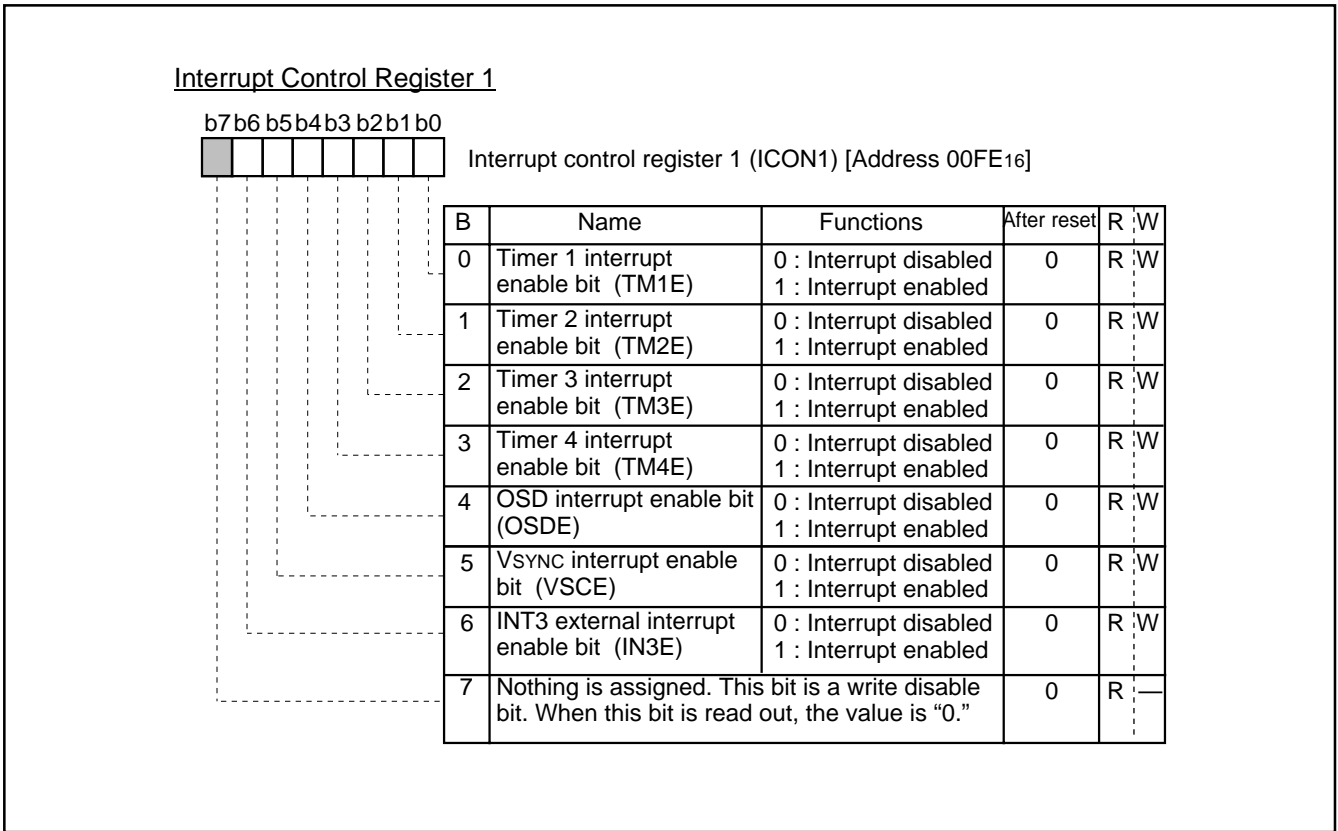 Interrupt Control Register 1
b7 b6 b5 b4 b3 b2 b1 b0
Interrupt control register 1 (ICON1) [Address 00FE16]
B Name Functions After reset R W
0 Timer 1 interrupt enable bit (TM1E) 0 : Interrupt disabled 0 R W
1 : Interrupt enabled
1 Timer 2 interrupt enable bit (TM2E) 0 : Interrupt disabled 0 R W
1 : Interrupt enabled
2 Timer 3 interrupt enable bit (TM3E) 0 : Interrupt disabled 0 R W
1 : Interrupt enabled
3 Timer 4 interrupt enable bit (TM4E) 0 : Interrupt disabled 0 R W
1 : Interrupt enabled
4 OSD interrupt enable bit (OSDE) 0 : Interrupt disabled 0 R W
1 : Interrupt enabled
5 VSYNC interrupt enable bit (VSCE) 0 : Interrupt disabled 0 R W
1 : Interrupt enabled
6 INT3 external interrupt enable bit (IN3E) 0 : Interrupt disabled 0 R W
1 : Interrupt enabled
7 Nothing is assigned. This bit is a write disable
bit. When this bit is read out, the value is “0.” 0 R —